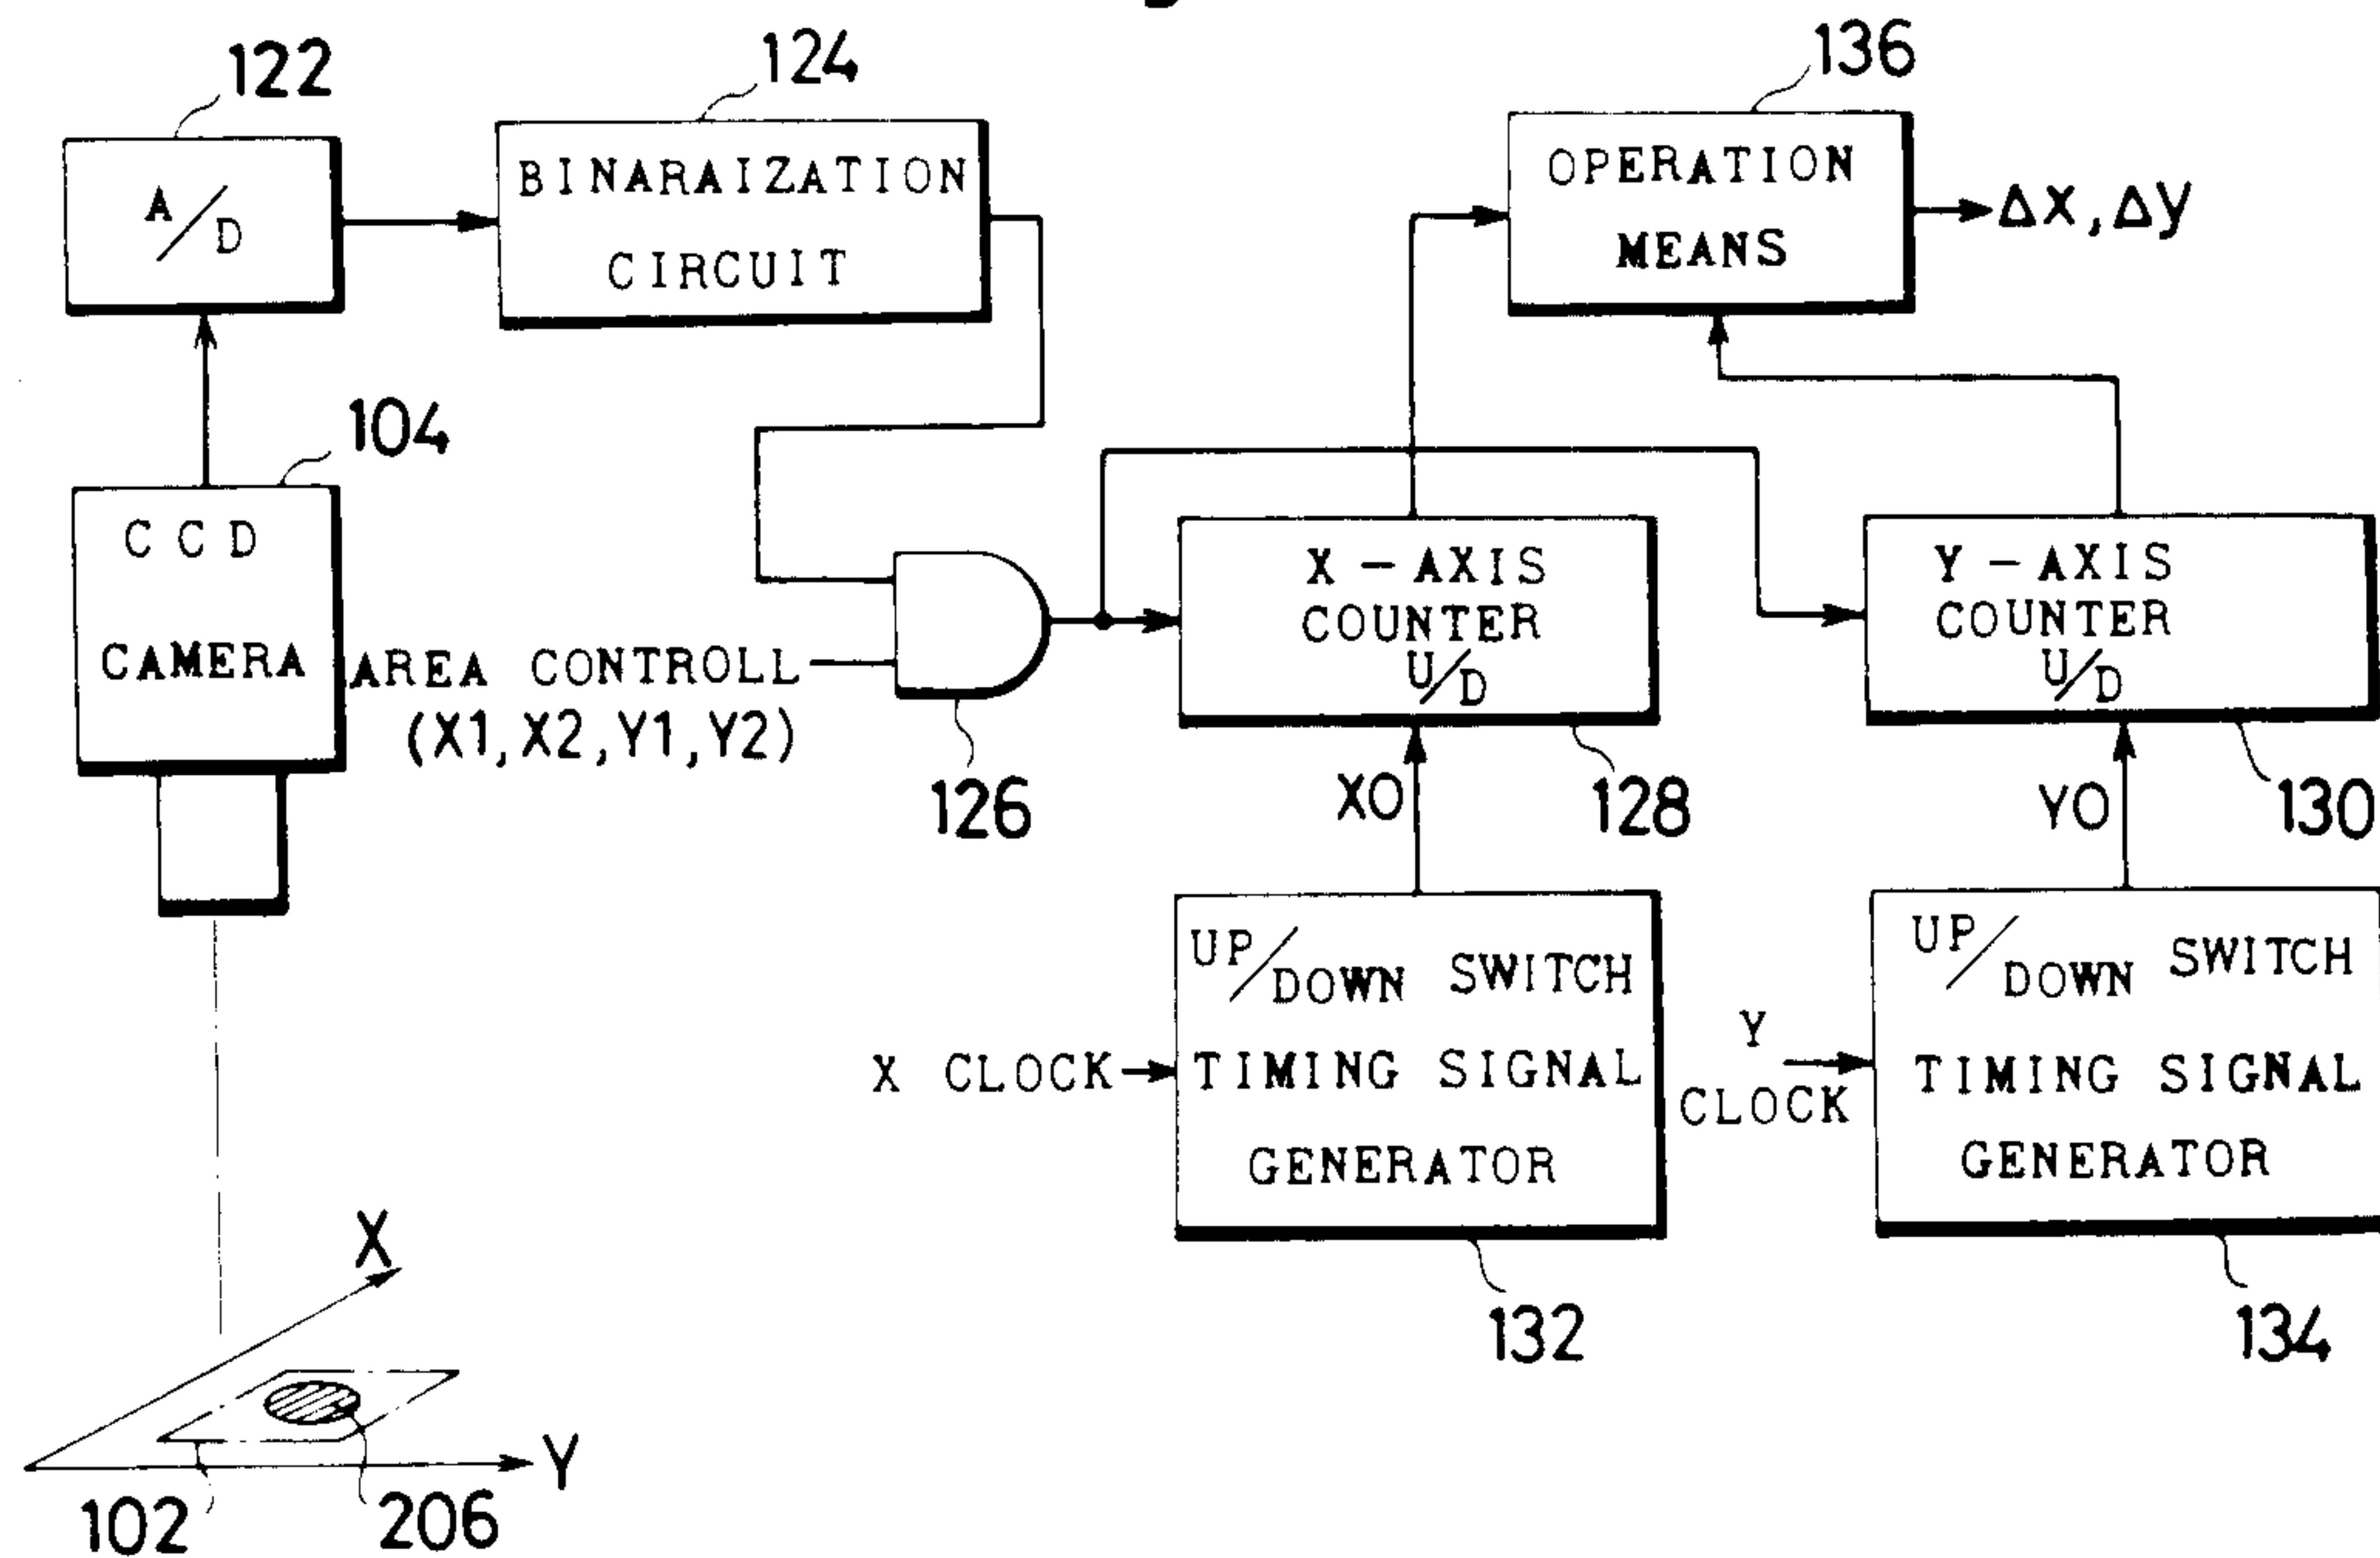 122
124
136
A/D
BINARAIZATION
CIRCUIT
OPERATION
MEANS
ΔX, ΔY
104
CCD
CAMERA
AREA CONTROLL
(X1, X2, Y1, Y2)
126
X-AXIS
COUNTER
U/D
128
Y-AXIS
COUNTER
U/D
130
X0
Y0
X CLOCK
UP/DOWN SWITCH
TIMING SIGNAL
GENERATOR
132
Y
CLOCK
UP/DOWN SWITCH
TIMING SIGNAL
GENERATOR
134
X
Y
102
206